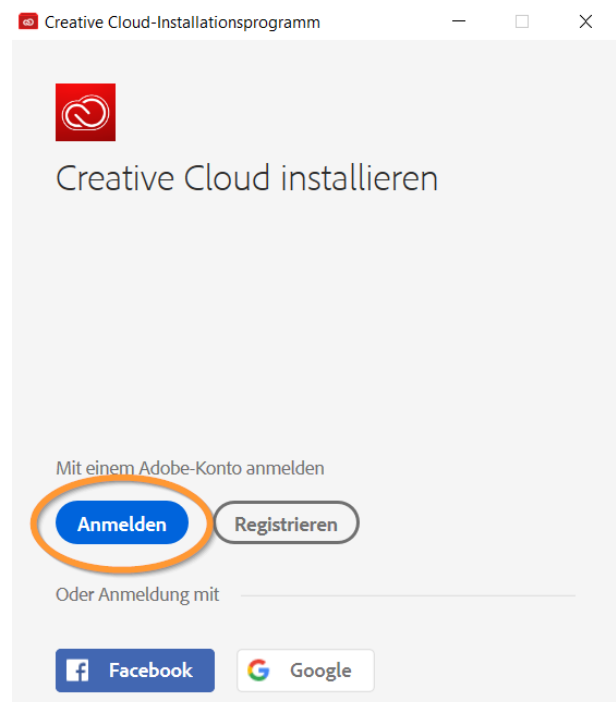 Creative Cloud-Installationsprogramm
Creative Cloud installieren
Mit einem Adobe-Konto anmelden
Anmelden Registrieren
Oder Anmeldung mit
Facebook Google